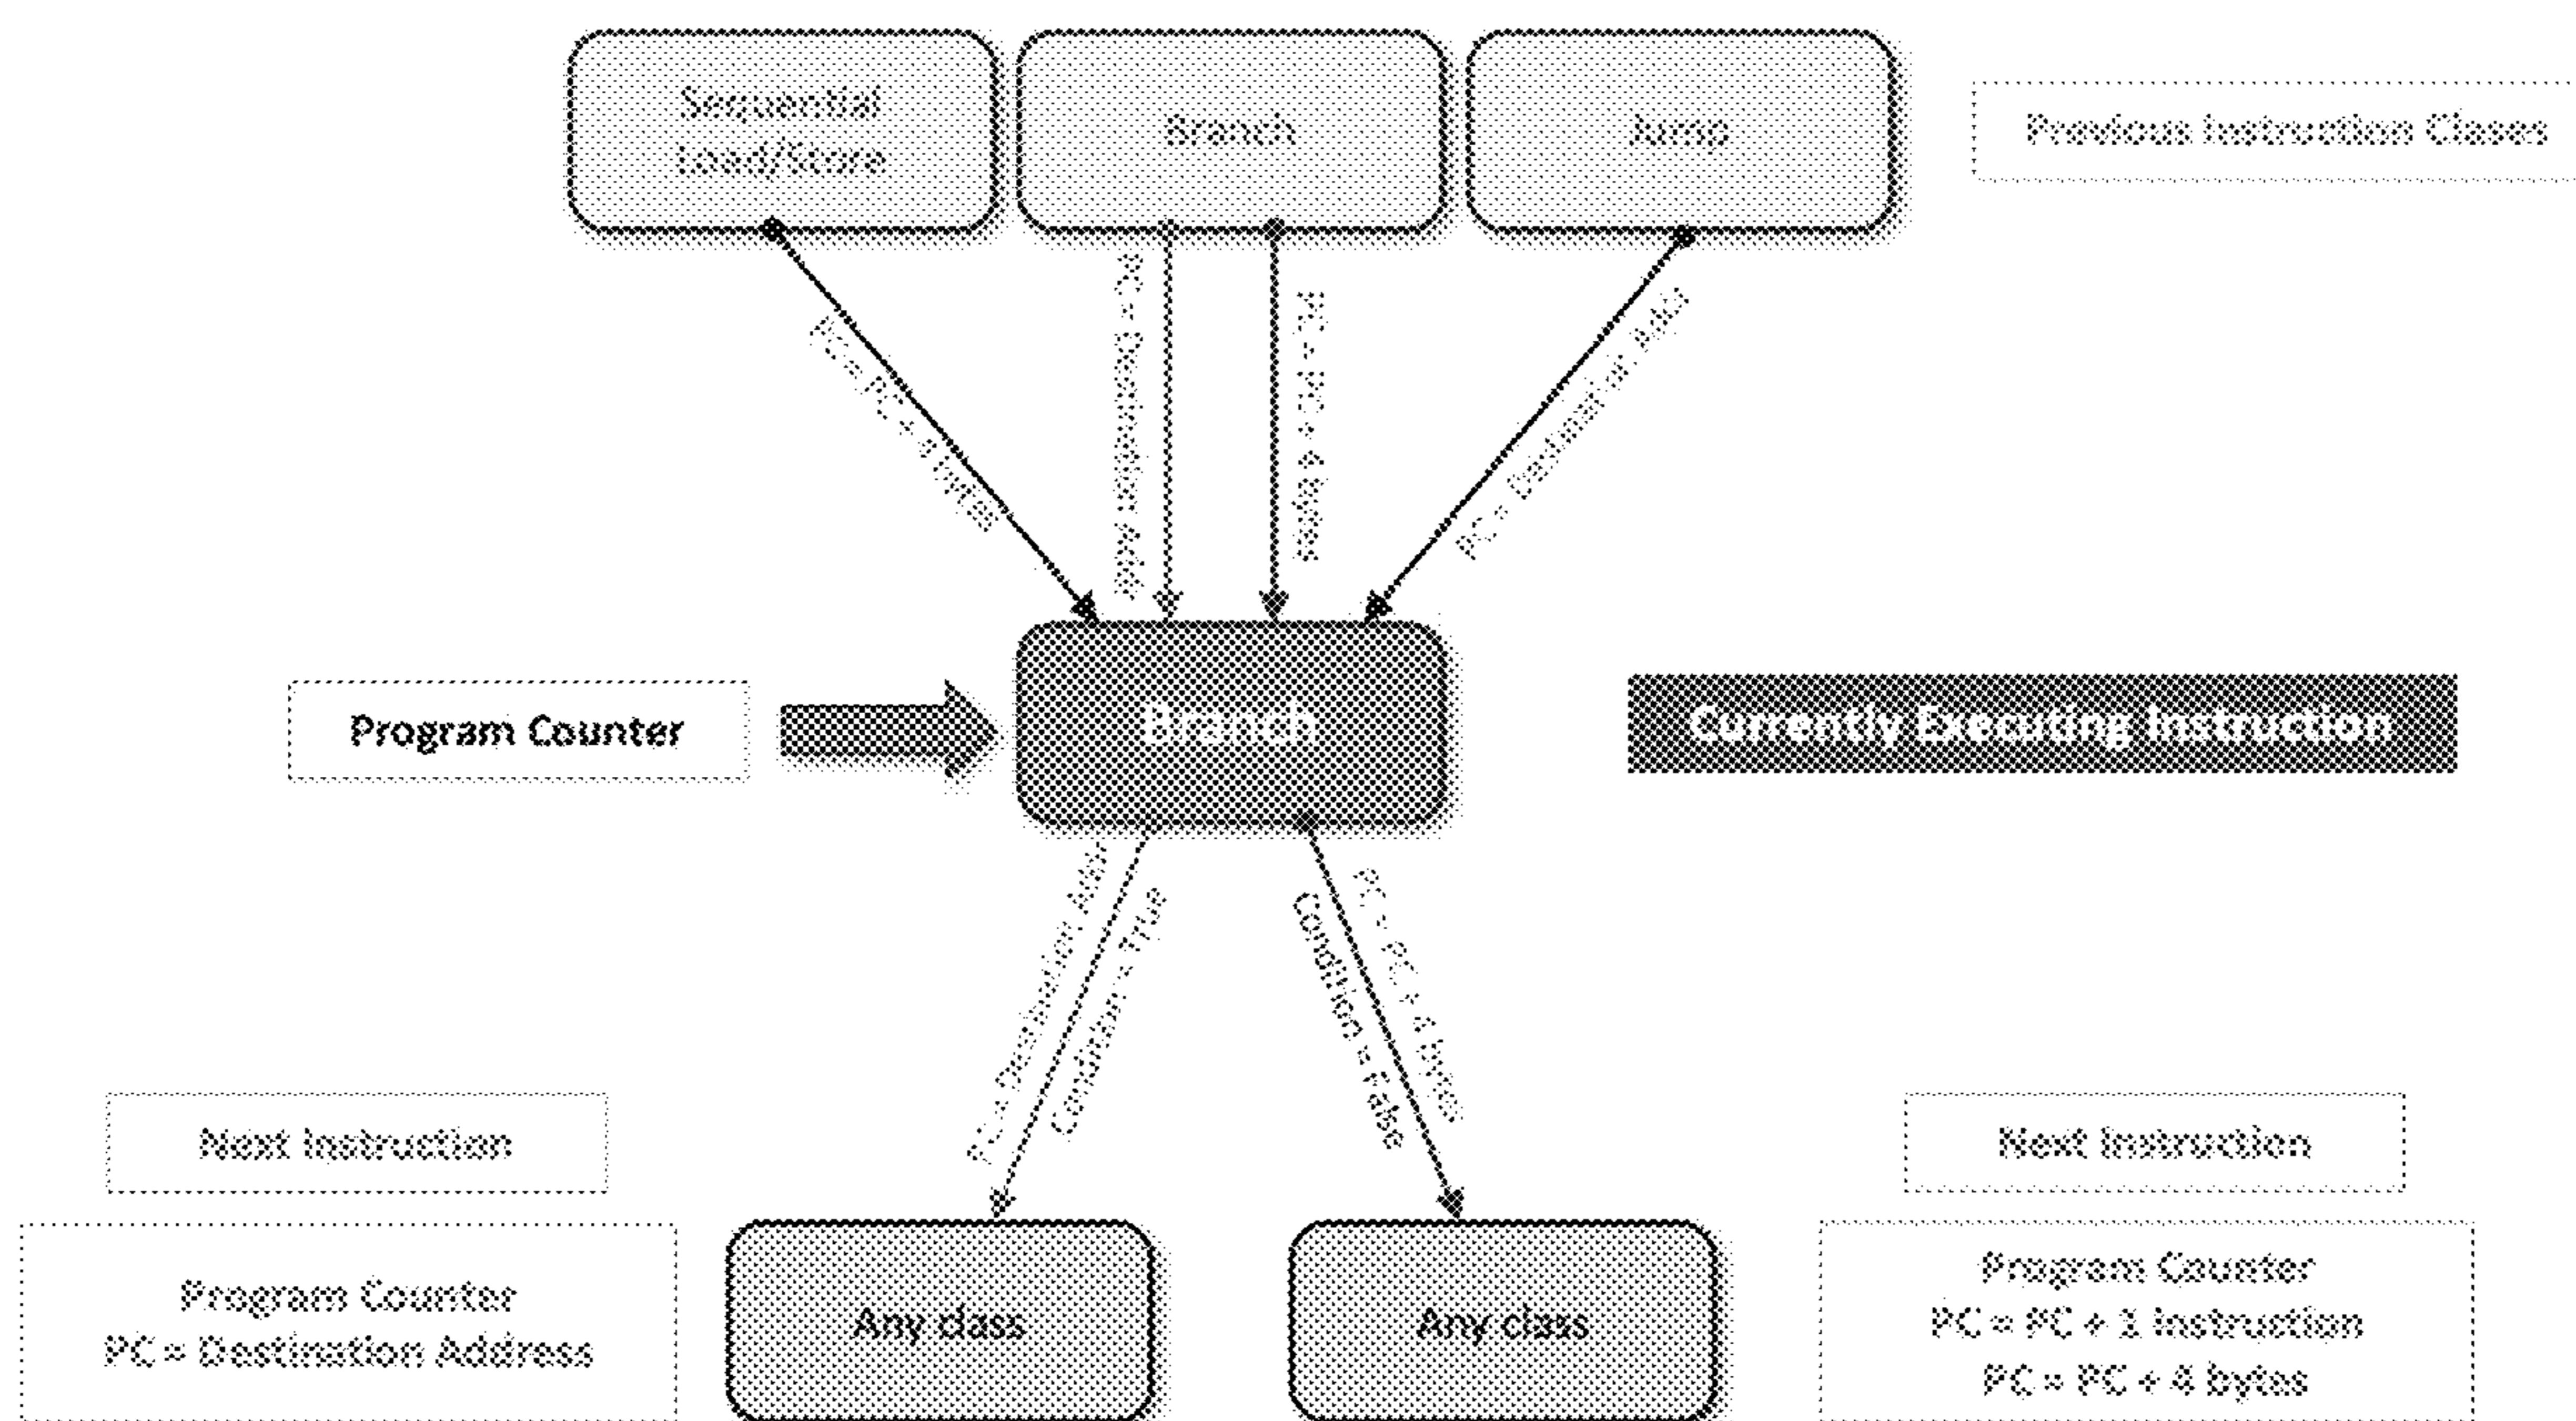 Sequential
Load/Store
Branch
Jump
Previous Instruction Clases
PC = PC + 4 bytes
PC = Destination Addr
PC = PC + 4 bytes
PC = Destination Addr
Program Counter
Branch
Currently Executing Instruction
PC = Destination Addr
Condition = True
Condition = False
PC = PC + 4 bytes
Next Instruction
Next Instruction
Program Counter
PC = Destination Address
Any class
Any class
Program Counter
PC = PC + 1 Instruction
PC = PC + 4 bytes